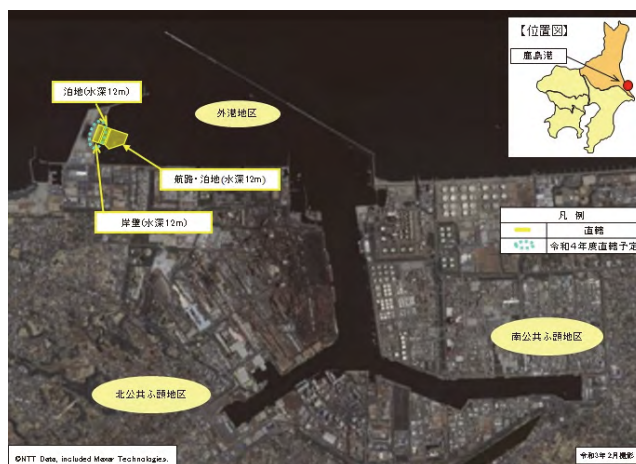 【位置図】
鹿島港
泊地(水深12m)
外港地区
航路・泊地(水深12m)
岸壁(水深12m)
凡例
直轄
令和4年度直轄予定
南公共ふ頭地区
北公共ふ頭地区
©NTT Data, included Maxar Technologies.
令和3年2月撮影